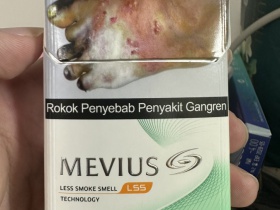 Rokok Penyebab Penyakit Gangren
MEVIUS
LESS SMOKE SMELL LSS
TECHNOLOGY